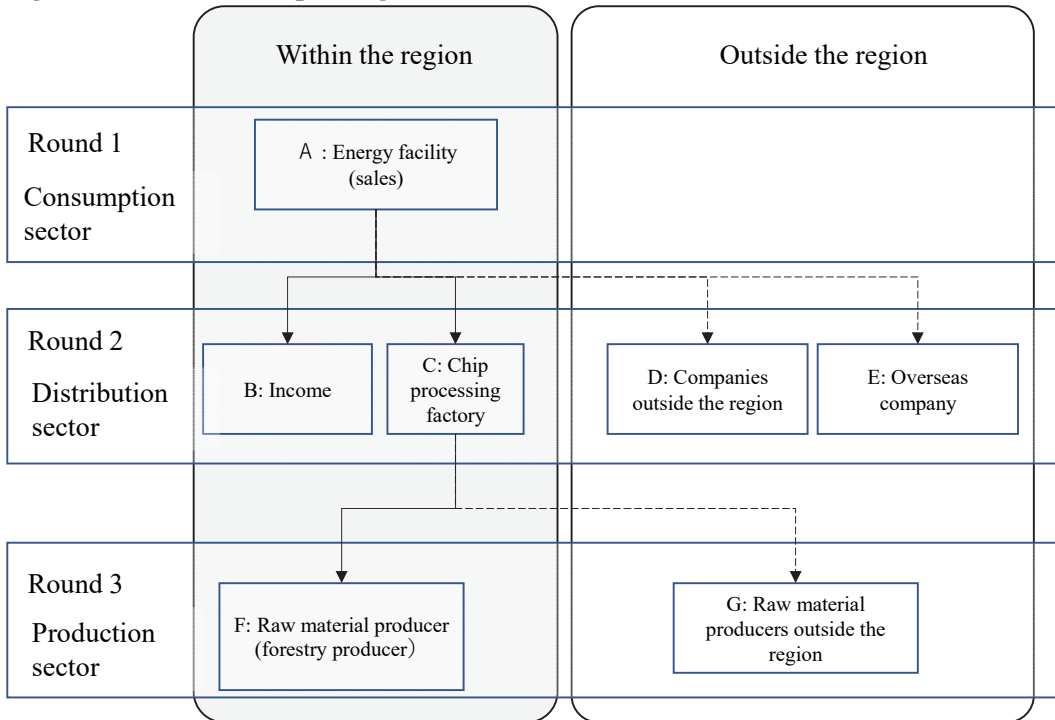 Within the region
Outside the region
Round 1
Consumption
sector
A : Energy facility
(sales)
Round 2
Distribution
sector
B: Income
C: Chip
processing
factory
D: Companies
outside the region
E: Overseas
company
Round 3
Production
sector
F: Raw material producer
(forestry producer)
G: Raw material
producers outside the
region